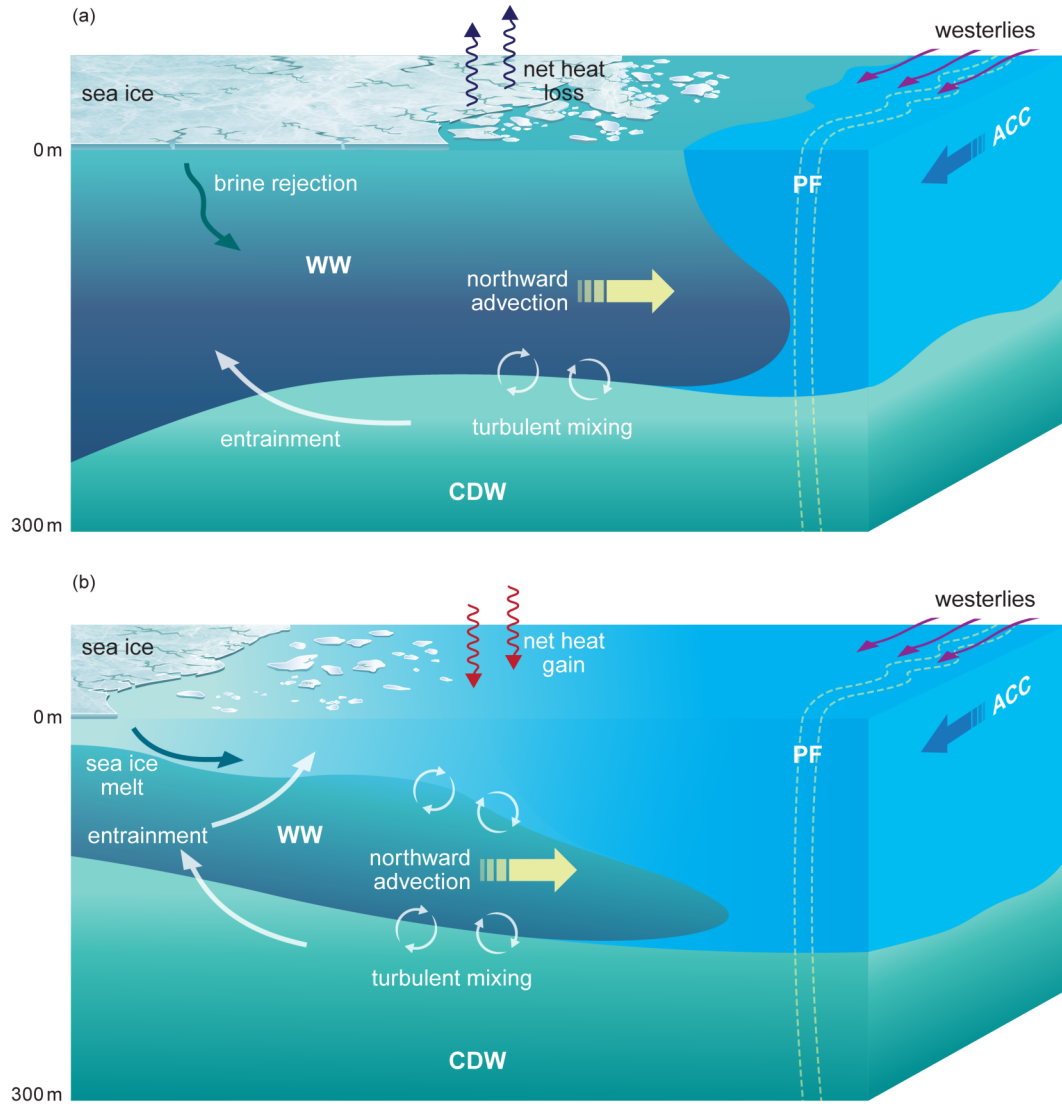 (a)
westerlies
net heat
loss
sea ice
0 m
ACC
PF
brine rejection
WW
northward
advection
entrainment
turbulent mixing
CDW
300 m
(b)
westerlies
sea ice
net heat
gain
ACC
0 m
PF
sea ice
melt
entrainment
WW
northward
advection
turbulent mixing
CDW
300 m